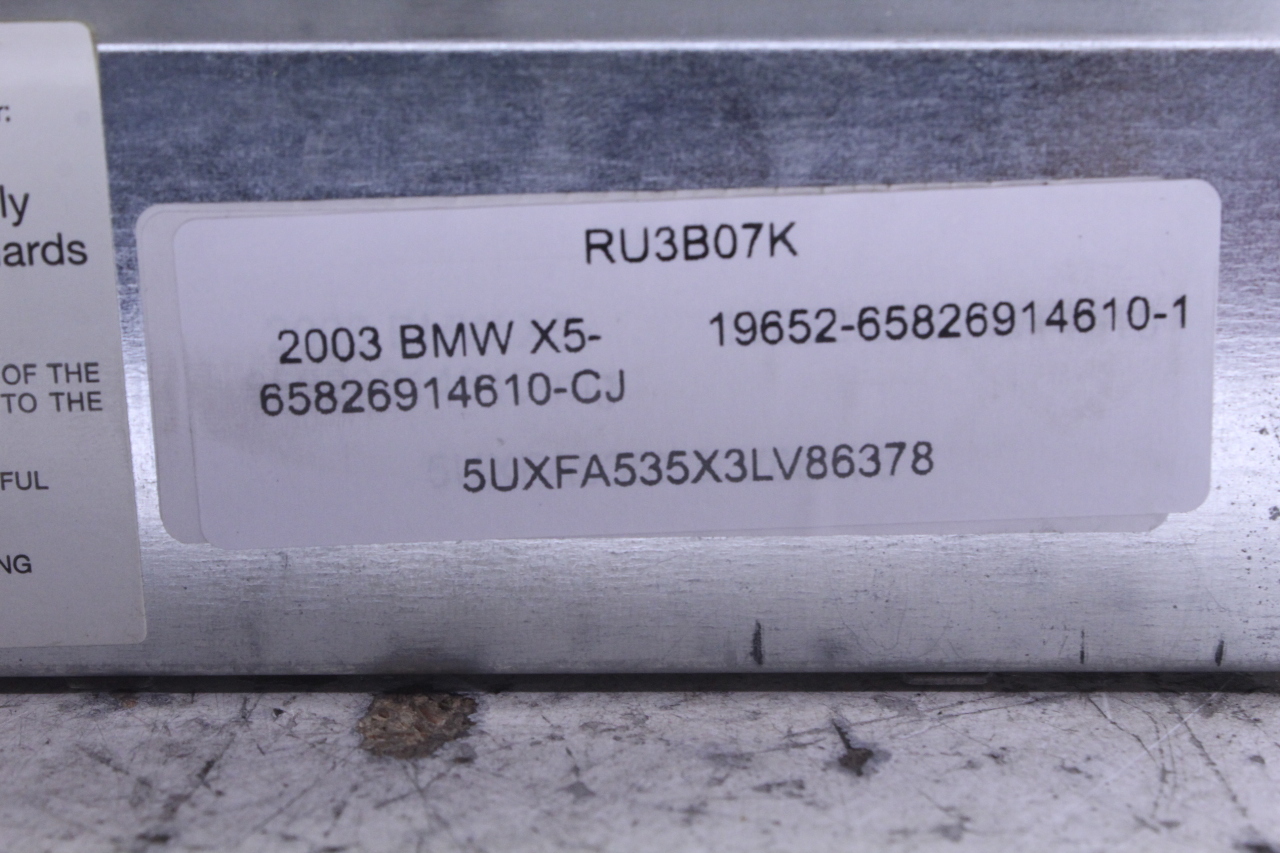 r:
ly
ards
OF THE
TO THE
FUL
NG
RU3B07K
2003 BMW X5- 19652-65826914610-1
65826914610-CJ
5UXFA535X3LV86378